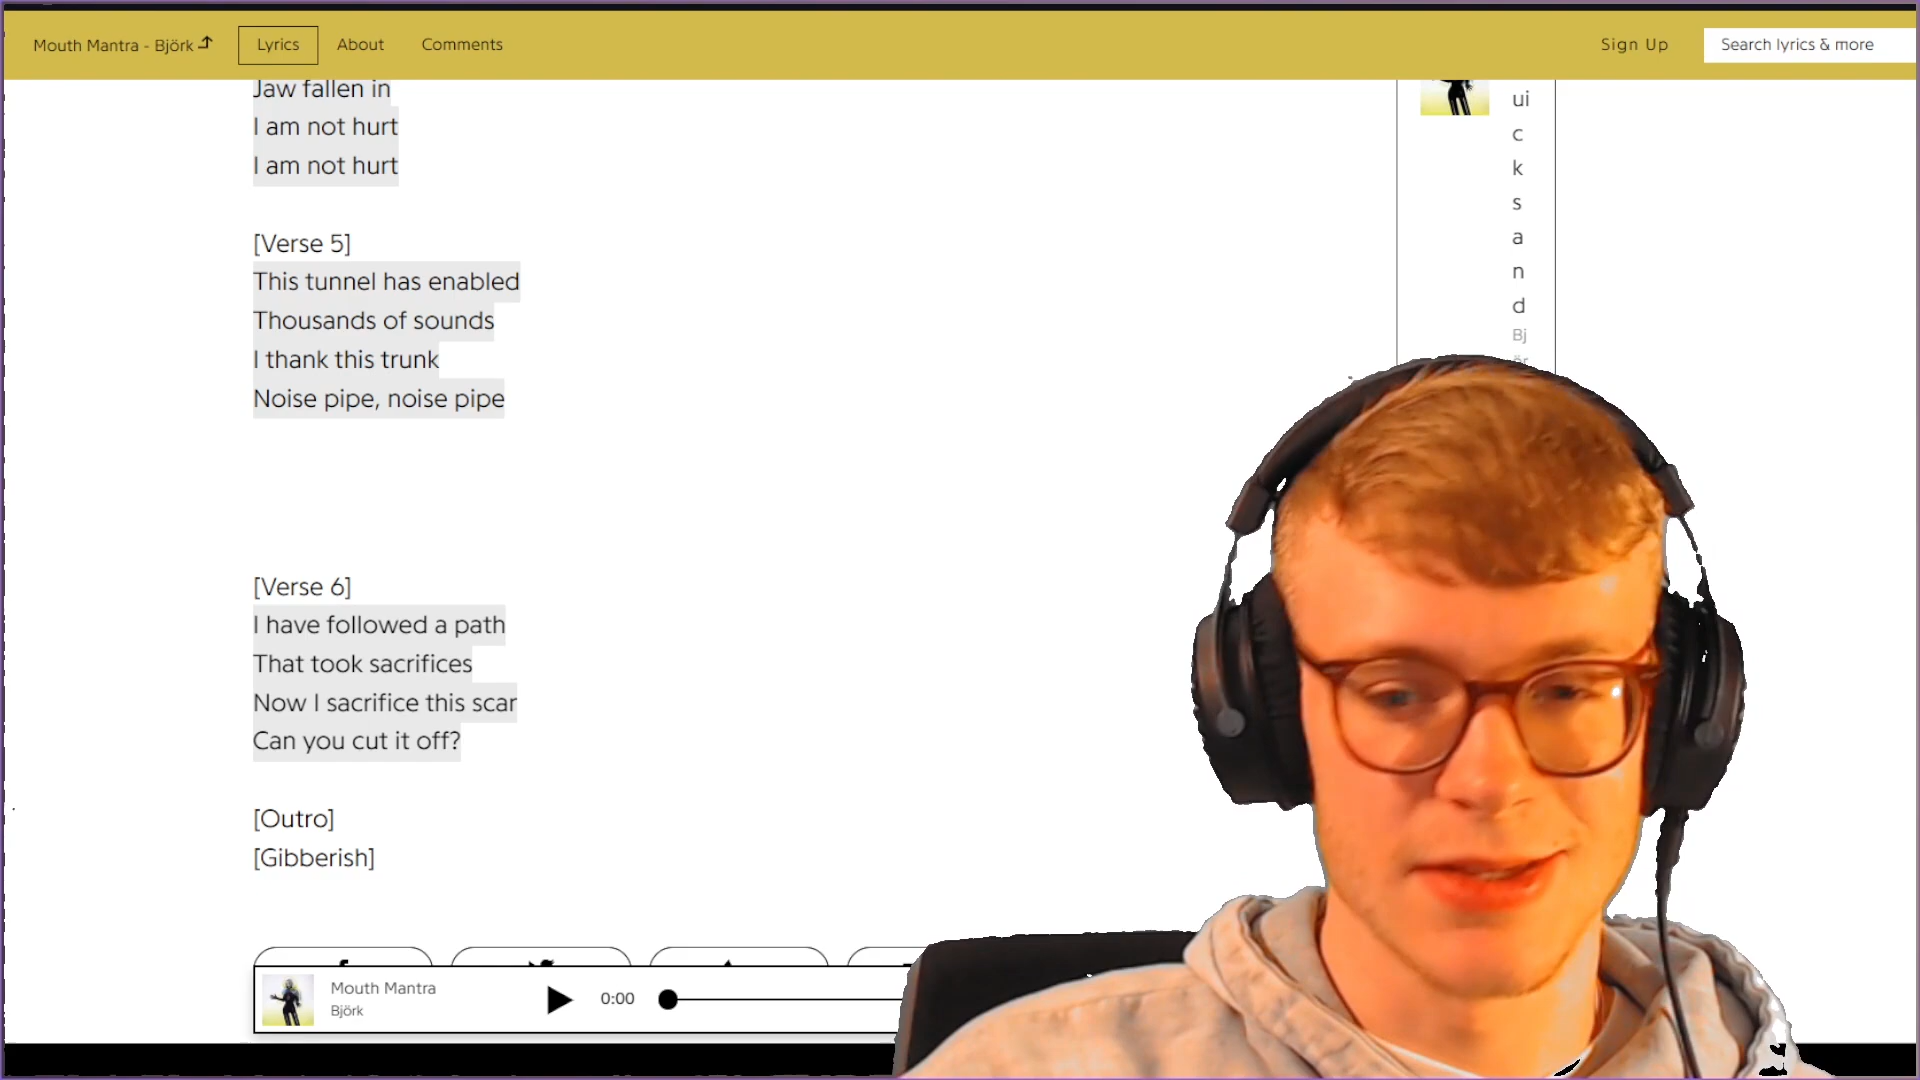 Mouth Mantra - Björk
Lyrics
About
Comments
Sign Up
Search lyrics & more
Jaw fallen in
I am not hurt
I am not hurt
[Verse 5]
This tunnel has enabled
Thousands of sounds
I thank this trunk
Noise pipe, noise pipe
[Verse 6]
I have followed a path
That took sacrifices
Now I sacrifice this scar
Can you cut it off?
[Outro]
[Gibberish]
ui
c
k
s
a
n
d
Bj
ör
Mouth Mantra
Björk
0:00